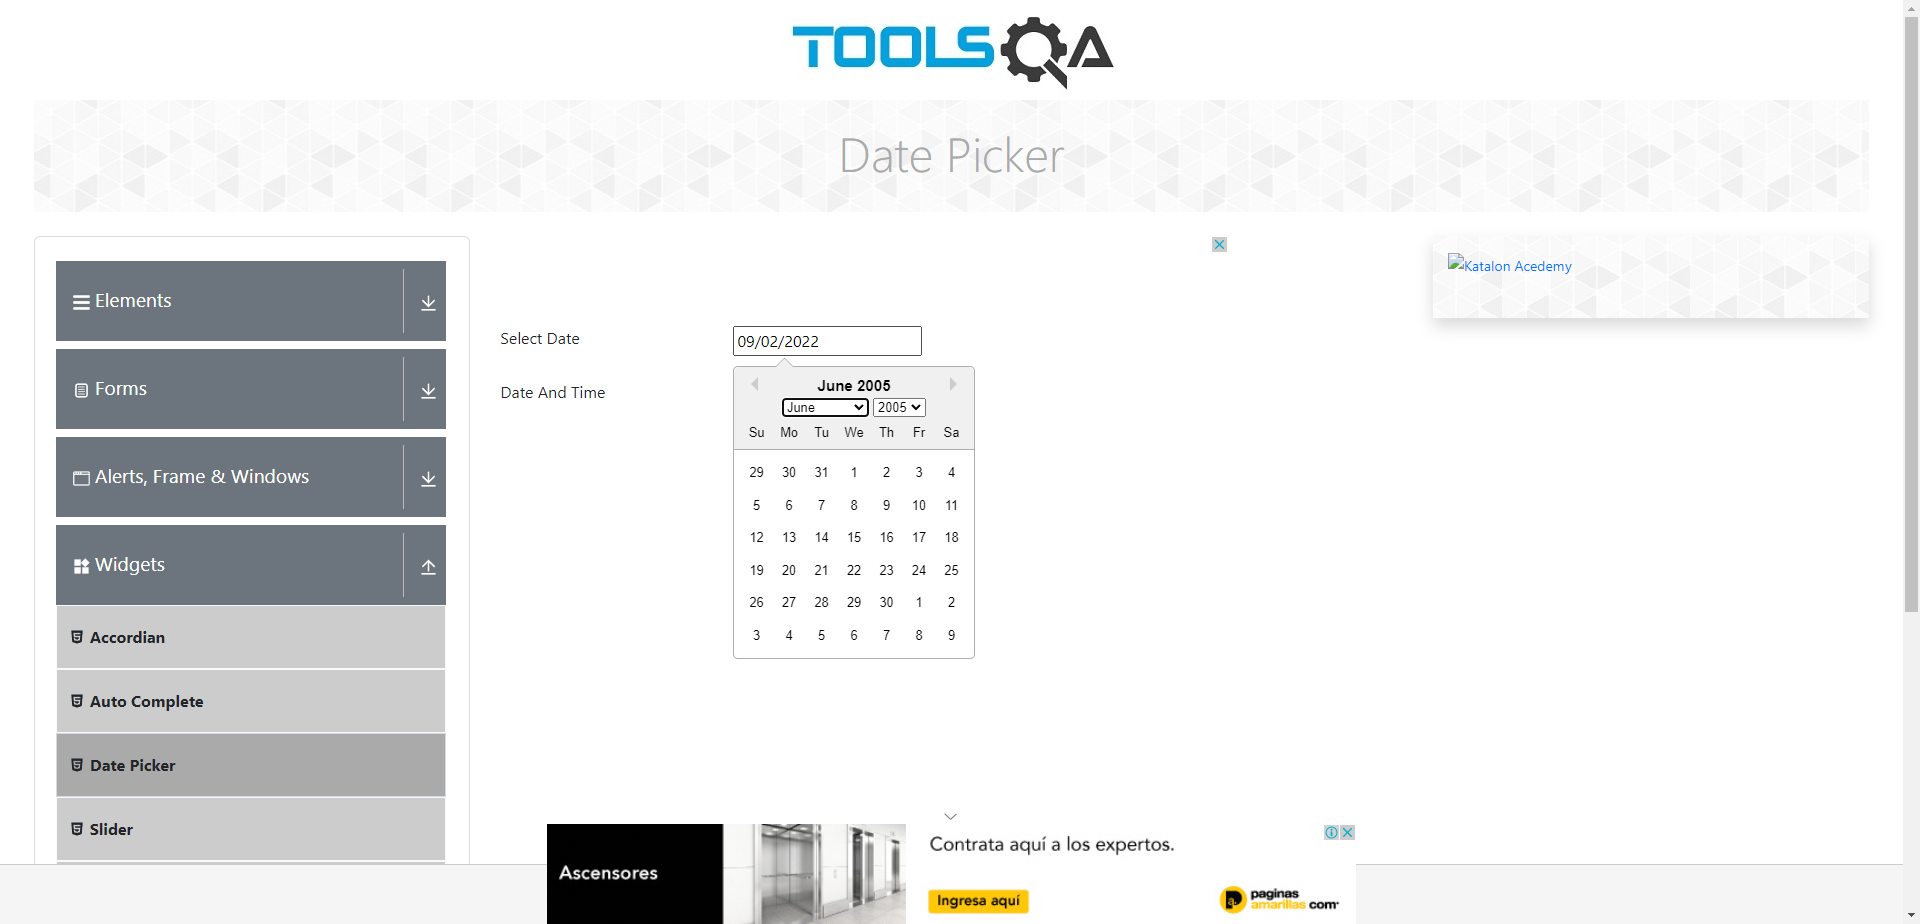 TOOLSQA
Date Picker
Elements
Forms
Alerts, Frame & Windows
Widgets
Accordian
Auto Complete
Date Picker
Slider
Select Date
09/02/2022
Date And Time
June 2005
June 2005
Su Mo Tu We Th Fr Sa
29 30 31 1 2 3 4
5 6 7 8 9 10 11
12 13 14 15 16 17 18
19 20 21 22 23 24 25
26 27 28 29 30 1 2
3 4 5 6 7 8 9
Katalon Acedemy
Ascensores
Contrata aquí a los expertos.
Ingresa aquí
paginas
amarillas.com